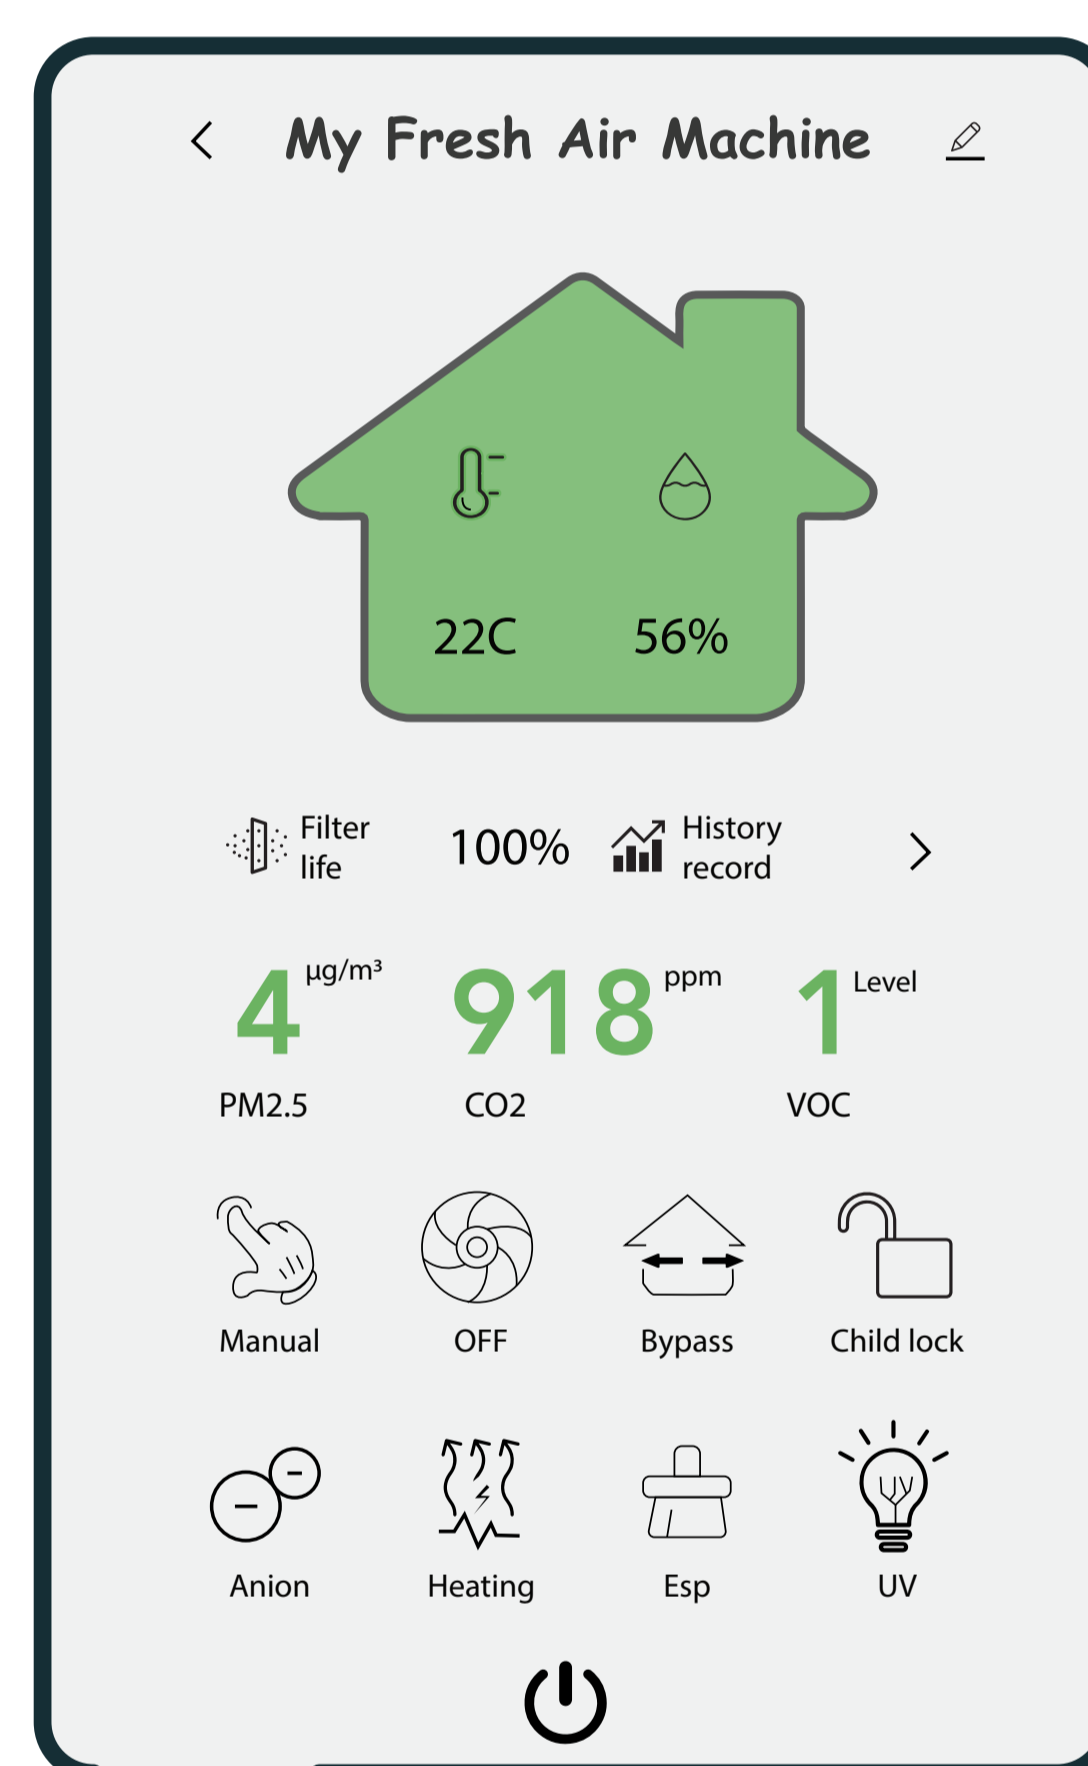 My Fresh Air Machine
22C 56%
Filter life 100% History record
4 µg/m³ 918 ppm 1 Level
PM2.5 CO2 VOC
Manual OFF Bypass Child lock
UV
Anion Heating Esp UV